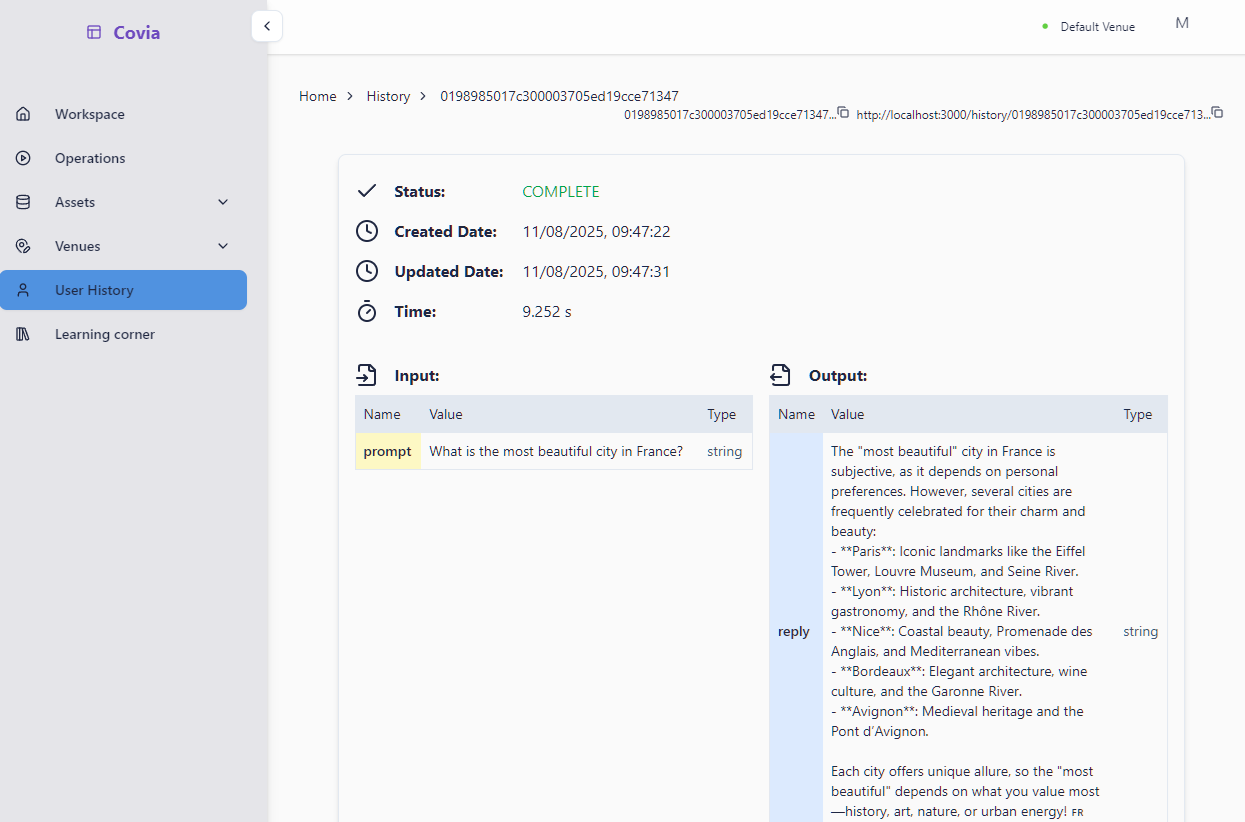 Covia
Default Venue
M
Workspace
Operations
Assets
Venues
User History
Learning corner
Home > History > 0198985017c300003705ed19cce71347
0198985017c300003705ed19cce71347... http://localhost:3000/history/0198985017c300003705ed19cce713...
Status: COMPLETE
Created Date: 11/08/2025, 09:47:22
Updated Date: 11/08/2025, 09:47:31
Time: 9.252 s
Input:
Name Value Type
prompt What is the most beautiful city in France? string
Output:
Name Value Type
The "most beautiful" city in France is
subjective, as it depends on personal
preferences. However, several cities are
frequently celebrated for their charm and
beauty:
- **Paris**: Iconic landmarks like the Eiffel
Tower, Louvre Museum, and Seine River.
- **Lyon**: Historic architecture, vibrant
gastronomy, and the Rhône River.
reply - **Nice**: Coastal beauty, Promenade des string
Anglais, and Mediterranean vibes.
- **Bordeaux**: Elegant architecture, wine
culture, and the Garonne River.
- **Avignon**: Medieval heritage and the
Pont d’Avignon.
Each city offers unique allure, so the "most
beautiful" depends on what you value most
—history, art, nature, or urban energy! FR